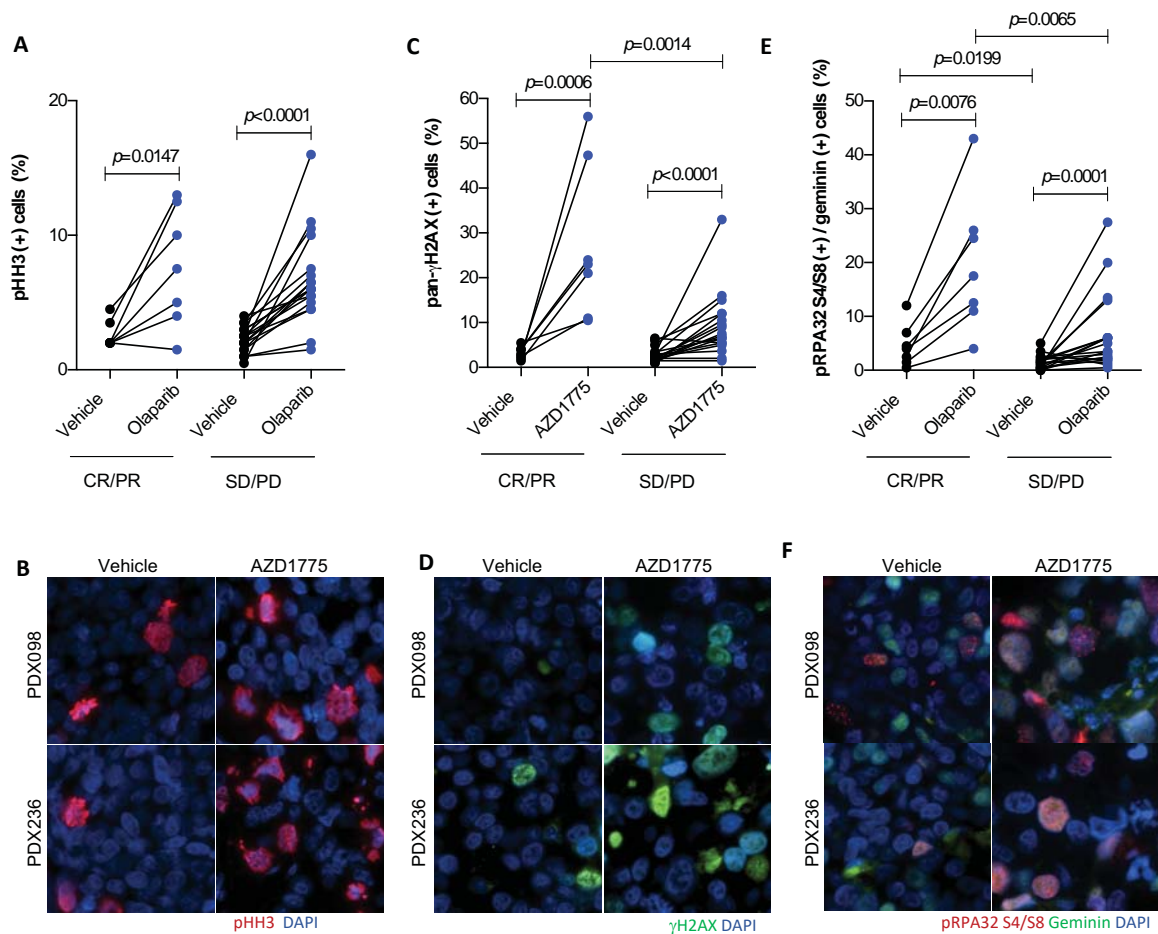 A
pHH3 (+) cells (%)
20
10
0
p=0.0147
p<0.0001
Vehicle
Olaparib
Vehicle
Olaparib
CR/PR
SD/PD
C
pan-γH2AX (+) cells (%)
60
50
40
30
20
10
0
p=0.0006
p=0.0014
p<0.0001
Vehicle
AZD1775
Vehicle
AZD1775
CR/PR
SD/PD
E
pRPA32 S4/S8 (+) / geminin (+) cells (%)
50
40
30
20
10
0
p=0.0065
p=0.0199
p=0.0076
p=0.0001
Vehicle
Olaparib
Vehicle
Olaparib
CR/PR
SD/PD
B
Vehicle AZD1775
PDX098
PDX236
pHH3 DAPI
D
Vehicle AZD1775
PDX098
PDX236
γH2AX DAPI
F
Vehicle AZD1775
PDX098
PDX236
pRPA32 S4/S8 Geminin DAPI